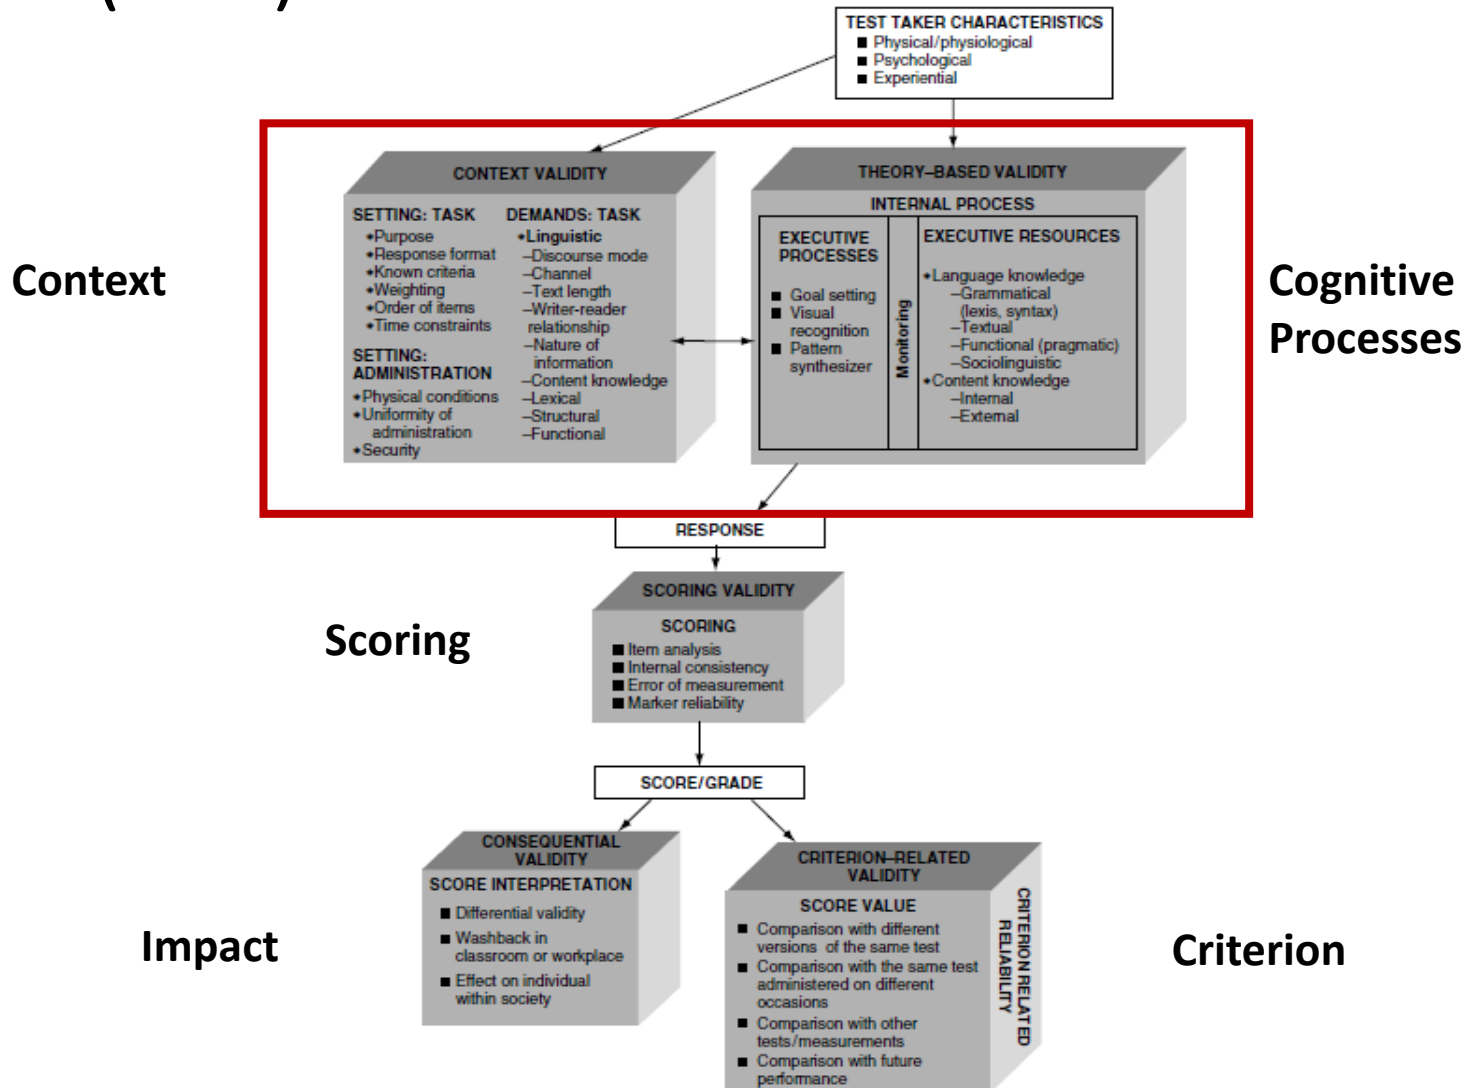 TEST TAKER CHARACTERISTICS
■ Physical/physiological
■ Psychological
■ Experiential
CONTEXT VALIDITY
SETTING: TASK
•Purpose
•Response format
•Known criteria
•Weighting
•Order of items
•Time constraints
SETTING:
ADMINISTRATION
•Physical conditions
•Uniformity of
administration
•Security
DEMANDS: TASK
•Linguistic
–Discourse mode
–Channel
–Text length
–Writer-reader
relationship
–Nature of
information
–Content knowledge
–Lexical
–Structural
–Functional
THEORY–BASED VALIDITY
INTERNAL PROCESS
EXECUTIVE
PROCESSES
■ Goal setting
■ Visual
recognition
■ Pattern
synthesizer
Monitoring
EXECUTIVE RESOURCES
•Language knowledge
–Grammatical
(lexis, syntax)
–Textual
–Functional (pragmatic)
–Sociolinguistic
•Content knowledge
–Internal
–External
Context
Cognitive
Processes
RESPONSE
SCORING VALIDITY
SCORING
■ Item analysis
■ Internal consistency
■ Error of measurement
■ Marker reliability
Scoring
SCORE/GRADE
CONSEQUENTIAL
VALIDITY
SCORE INTERPRETATION
■ Differential validity
■ Washback in
classroom or workplace
■ Effect on individual
within society
Impact
CRITERION–RELATED
VALIDITY
SCORE VALUE
■ Comparison with different
versions of the same test
■ Comparison with the same test
administered on different
occasions
■ Comparison with other
tests/measurements
■ Comparison with future
performance
CRITERION RELATED
RELIABILITY
Criterion